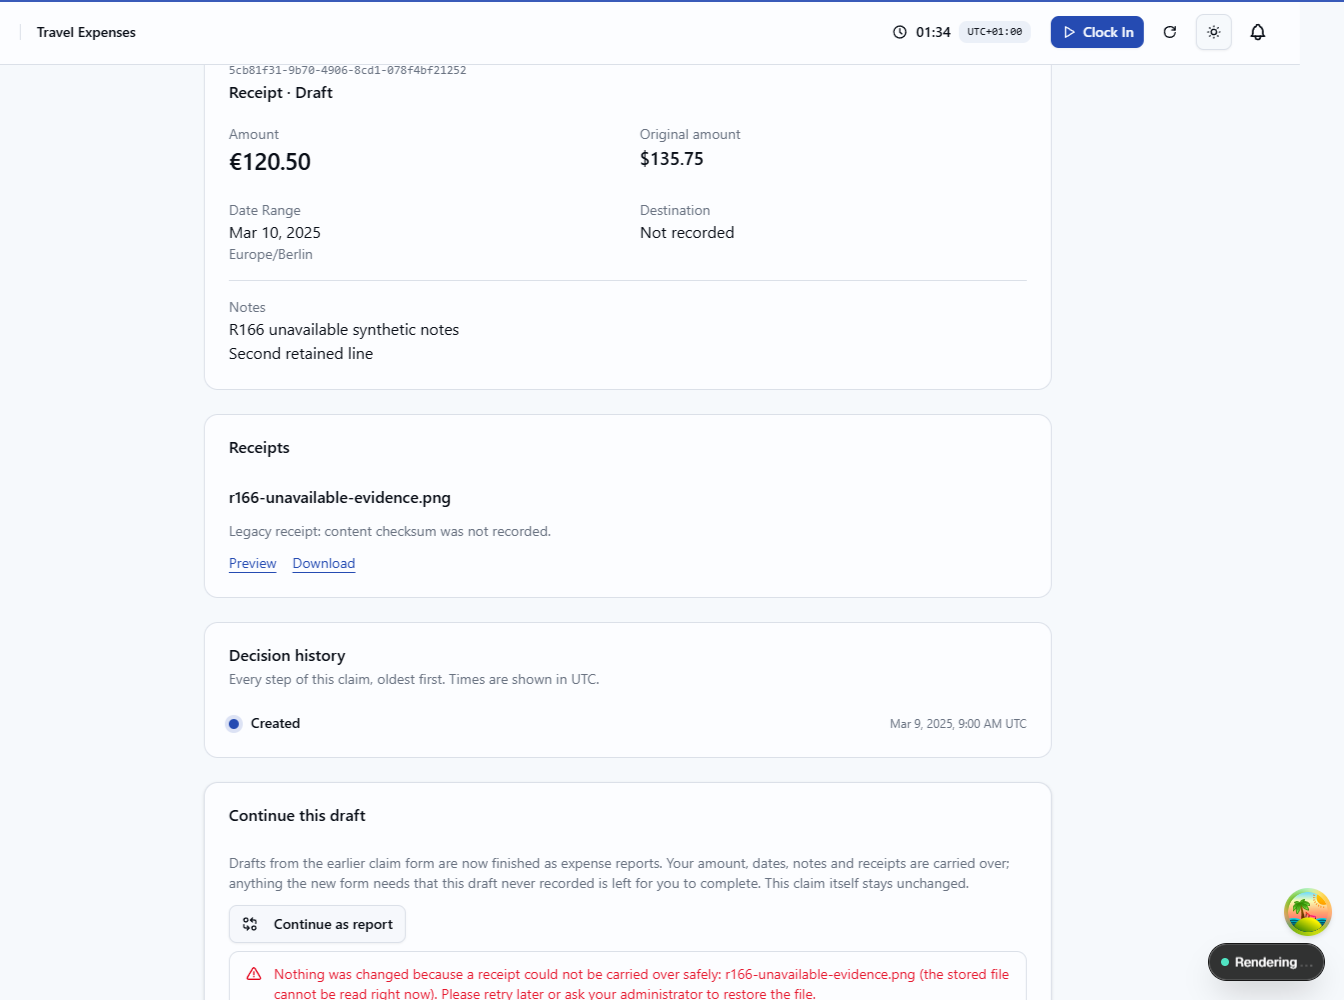 Travel Expenses
01:34
UTC+01:00
Clock In
5cb81f31-9b70-4906-8cd1-078f4bf21252
Receipt · Draft
Amount
Original amount
€120.50
$135.75
Date Range
Destination
Mar 10, 2025
Not recorded
Europe/Berlin
Notes
R166 unavailable synthetic notes
Second retained line
Receipts
r166-unavailable-evidence.png
Legacy receipt: content checksum was not recorded.
Preview
Download
Decision history
Every step of this claim, oldest first. Times are shown in UTC.
Created
Mar 9, 2025, 9:00 AM UTC
Continue this draft
Drafts from the earlier claim form are now finished as expense reports. Your amount, dates, notes and receipts are carried over;
anything the new form needs that this draft never recorded is left for you to complete. This claim itself stays unchanged.
Continue as report
Rendering...
Nothing was changed because a receipt could not be carried over safely: r166-unavailable-evidence.png (the stored file
cannot be read right now). Please retry later or ask your administrator to restore the file.